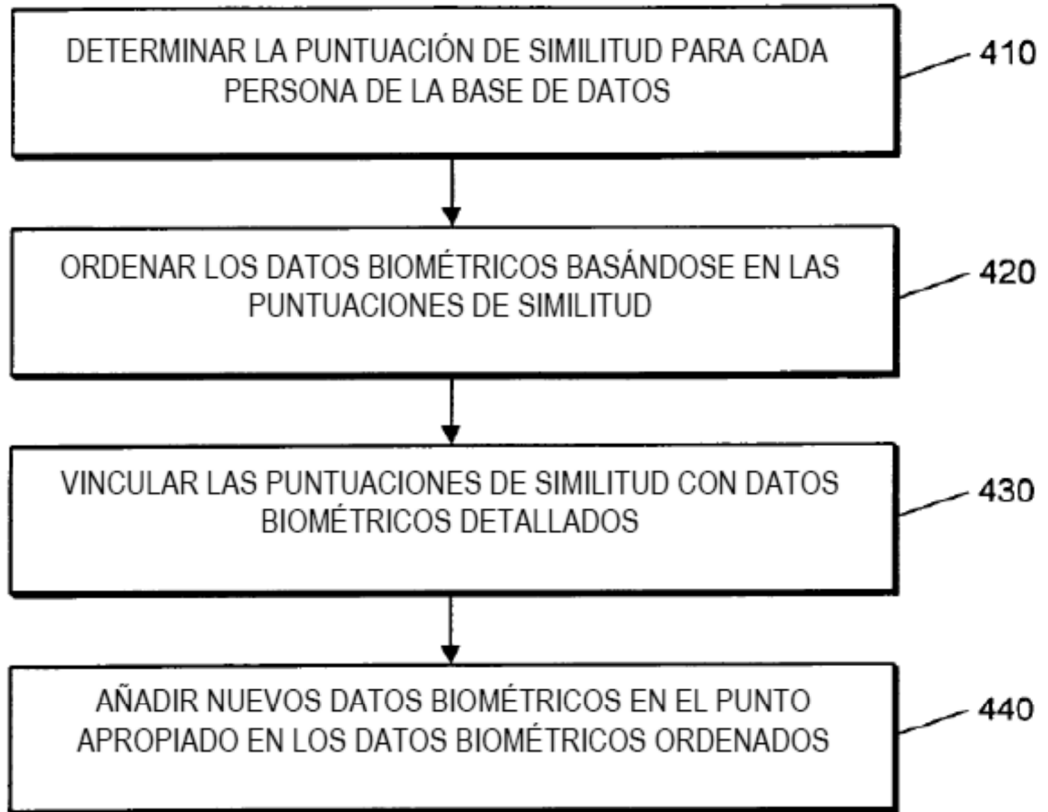 DETERMINAR LA PUNTUACIÓN DE SIMILITUD PARA CADA
PERSONA DE LA BASE DE DATOS
410
ORDENAR LOS DATOS BIOMÉTRICOS BASÁNDOSE EN LAS
PUNTUACIONES DE SIMILITUD
420
VINCULAR LAS PUNTUACIONES DE SIMILITUD CON DATOS
BIOMÉTRICOS DETALLADOS
430
AÑADIR NUEVOS DATOS BIOMÉTRICOS EN EL PUNTO
APROPIADO EN LOS DATOS BIOMÉTRICOS ORDENADOS
440